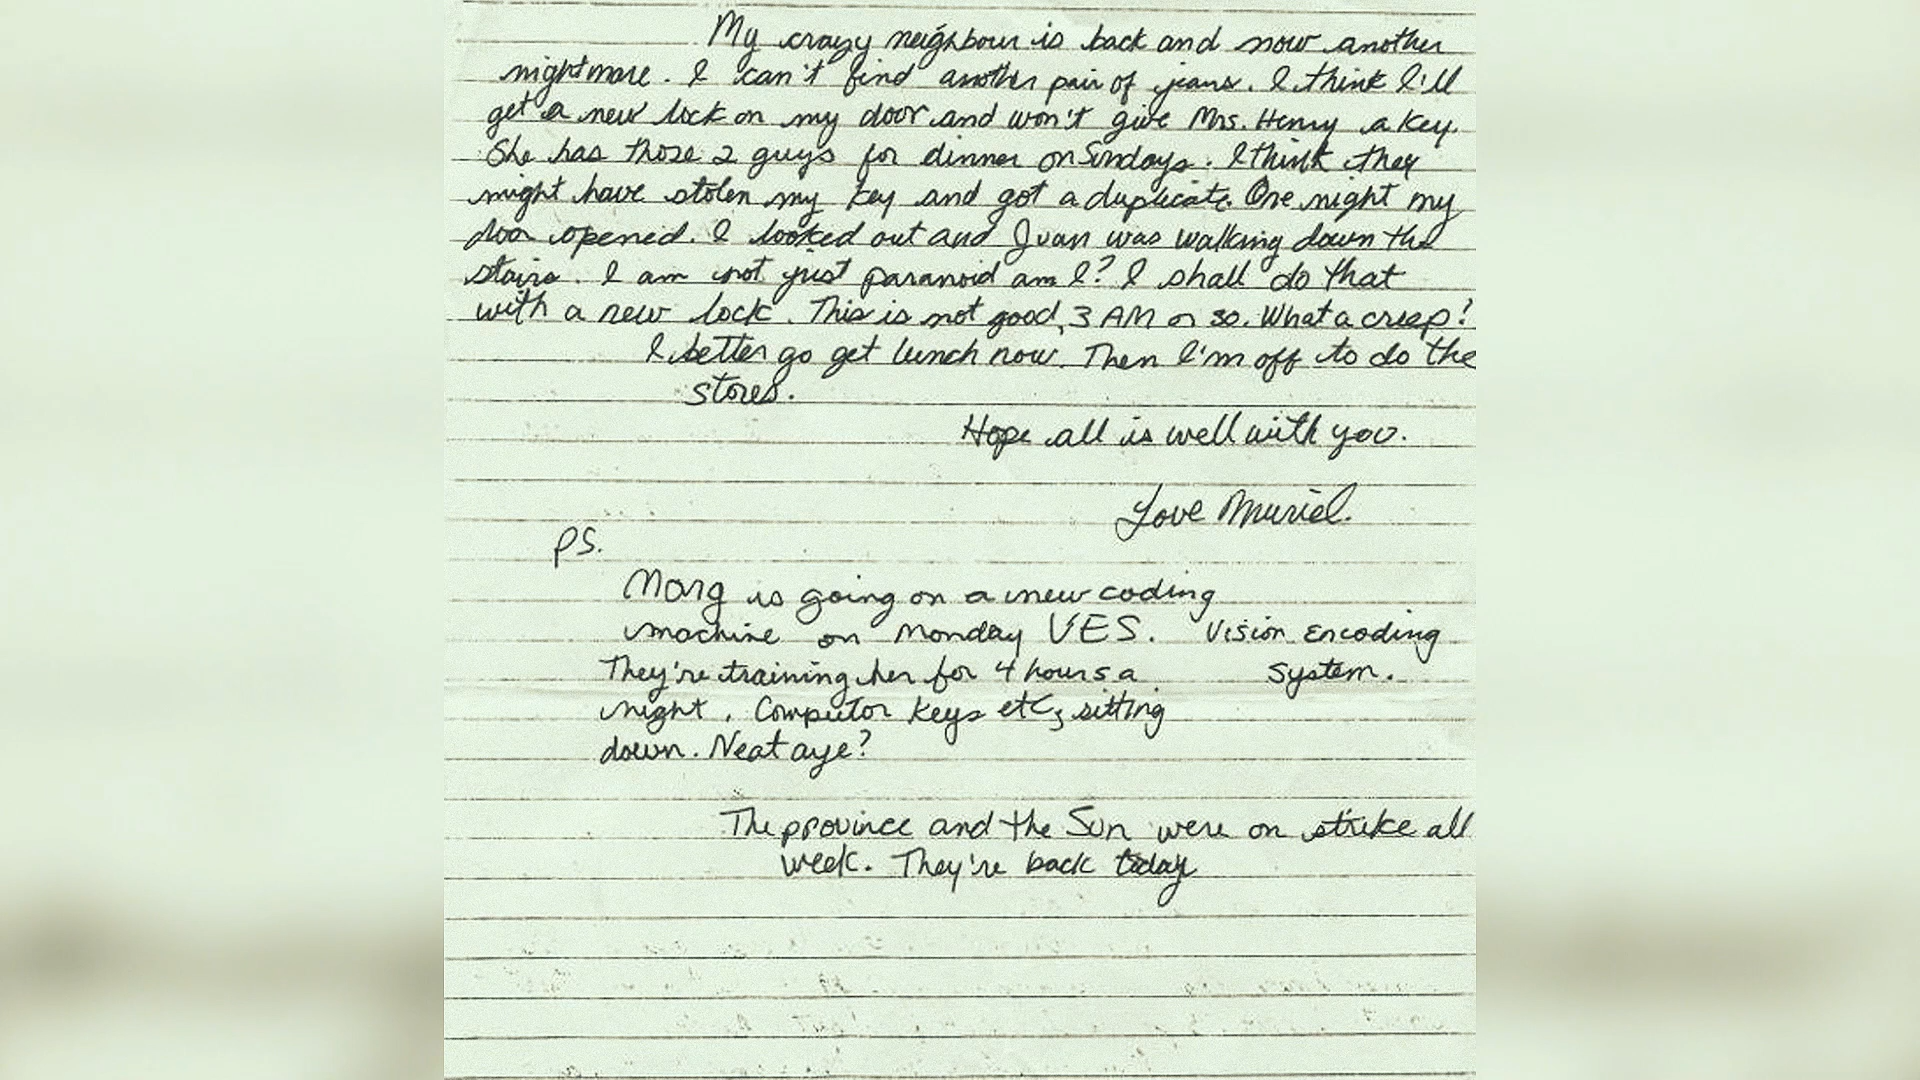 My crazy neighbour is back and now another
nightmare. I can't find another pair of jeans. I think I'll
get a new lock on my door and won't give Mrs. Henry a key.
She has those 2 guys for dinner on Sundays. I think they
might have stolen my key and got a duplicate. One night my
door opened. I looked out and Juan was walking down the
stairs. I am not just paranoid am I? I shall do that
with a new lock. This is not good, 3 AM or so. What a creep!
I better go get lunch now. Then I'm off to do the
stores.
Hope all is well with you.
Love Muriel.
PS.
Marg is going on a new coding
machine on Monday VES. Vision Encoding
System.
They're training her for 4 hours a
night. Computor keys etc, sitting
down. Neat aye?
The province and the Sun were on strike all
week. They're back today